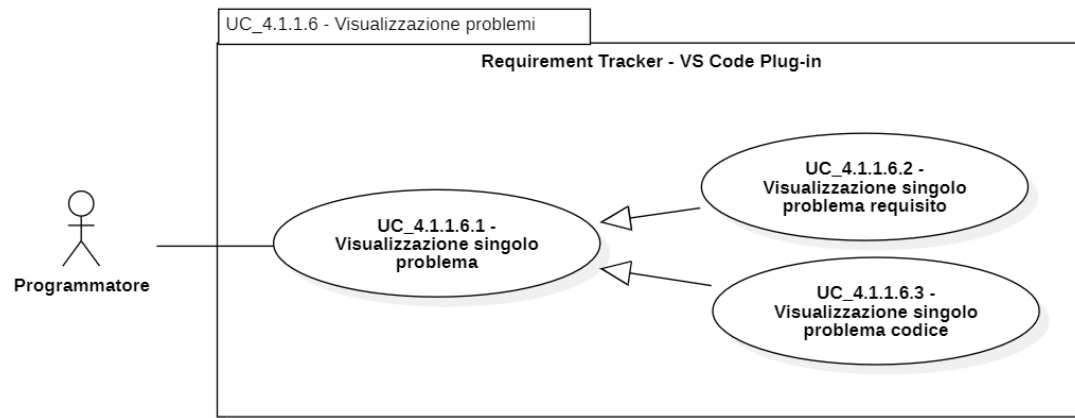 UC_4.1.1.6 - Visualizzazione problemi
Requirement Tracker - VS Code Plug-in
UC_4.1.1.6.2 -
Visualizzazione singolo
problema requisito
UC_4.1.1.6.1 -
Visualizzazione singolo
problema
Programmatore
UC_4.1.1.6.3 -
Visualizzazione singolo
problema codice